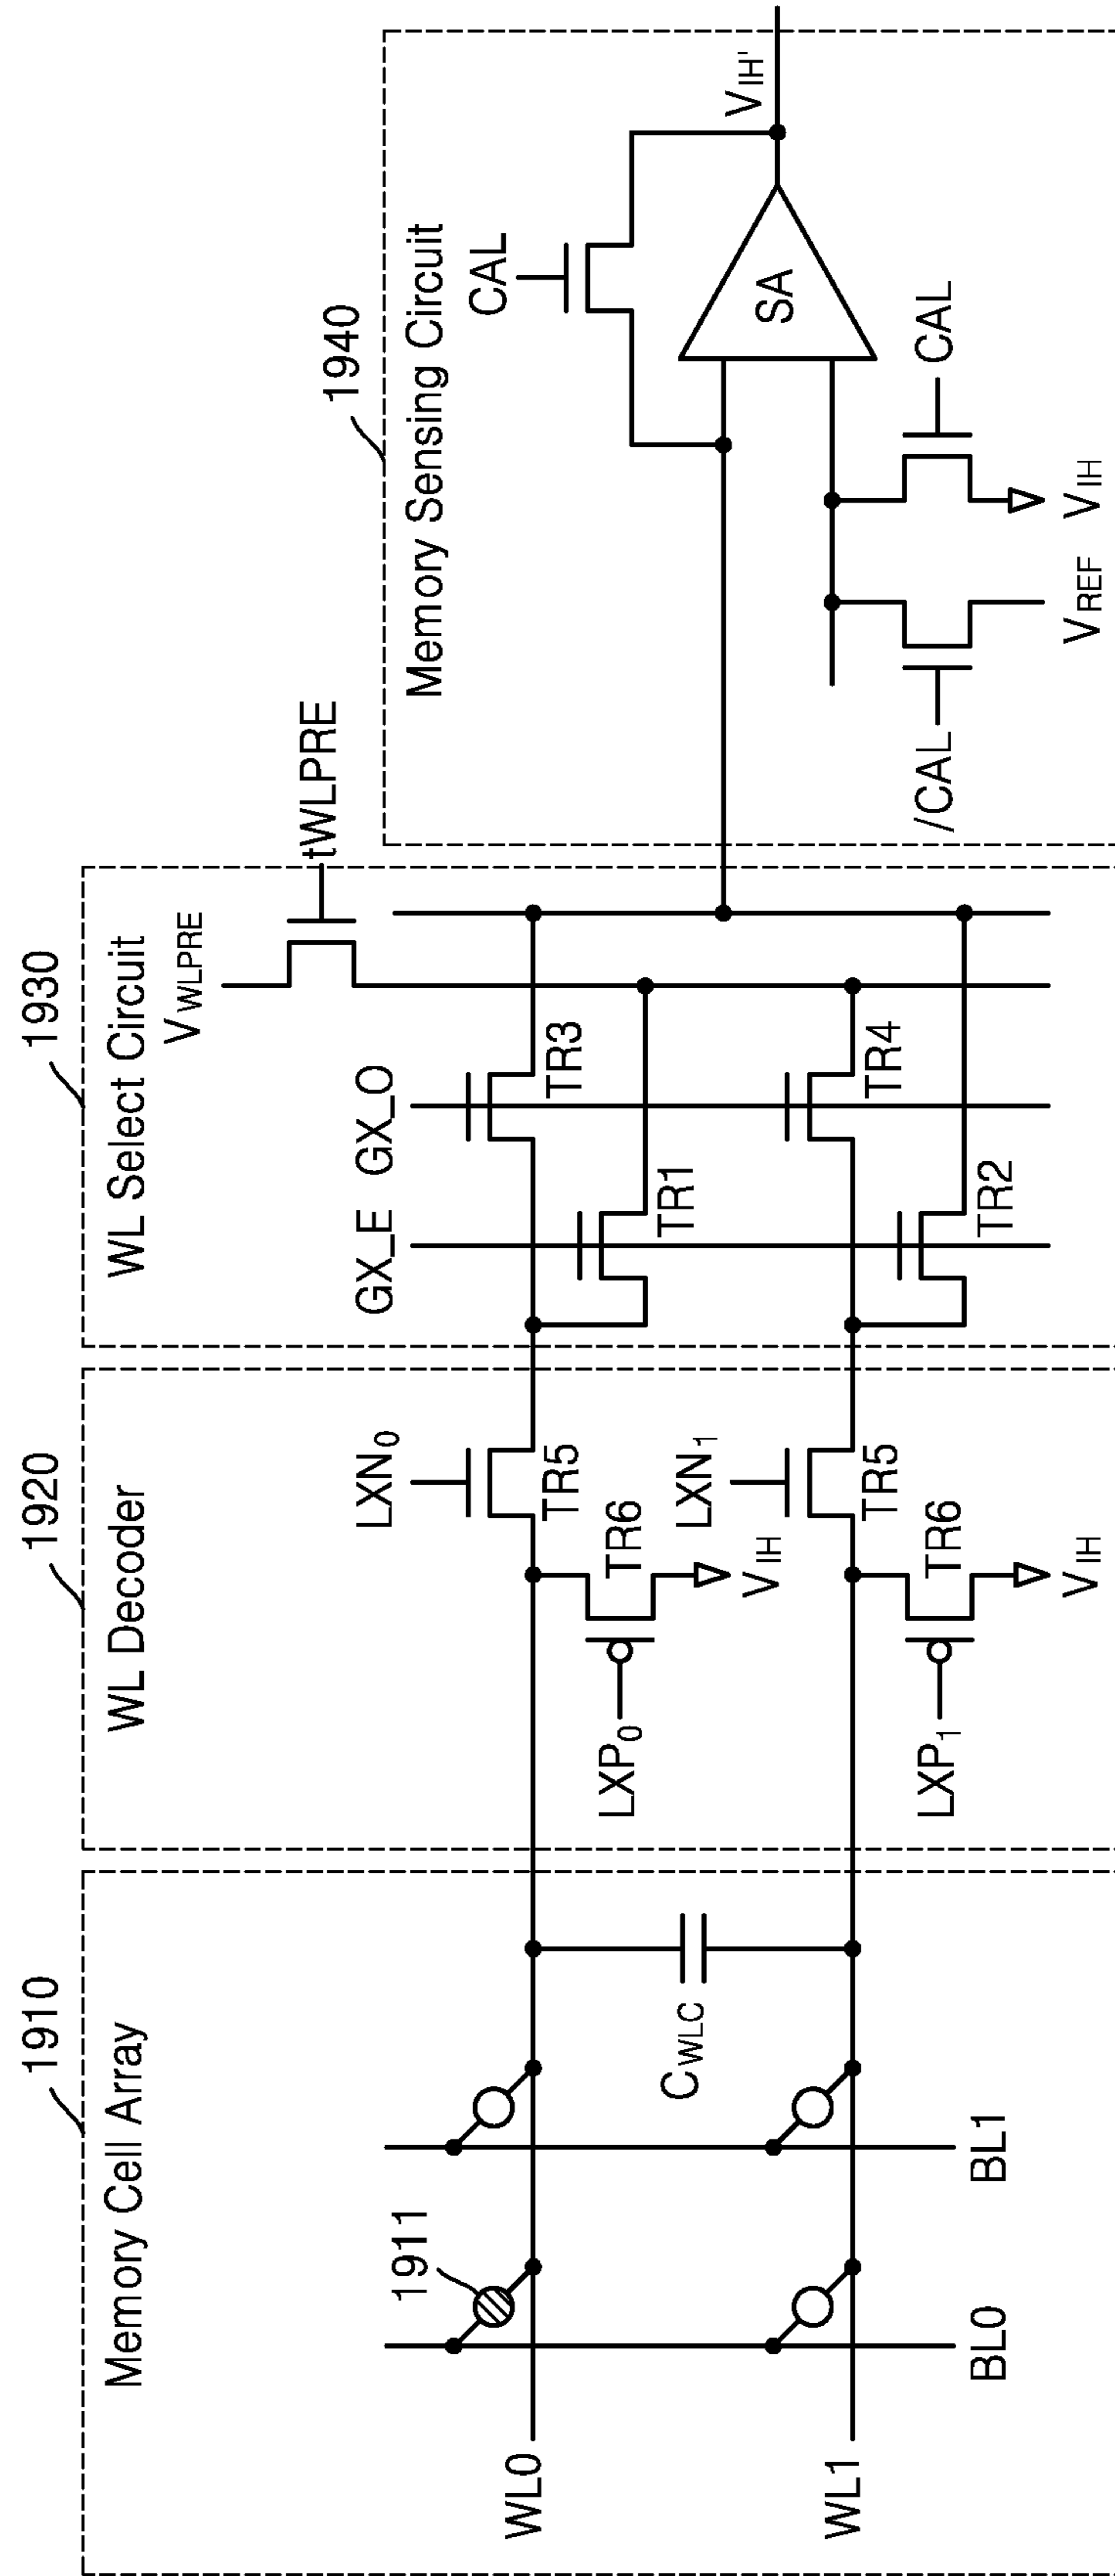 1910
Memory Cell Array
1911
WL0
WL1
BL0
BL1
CWLC
1920
WL Decoder
LXN0
TR5
LXP0
TR6
VIH
LXN1
TR5
LXP1
TR6
VIH
1930
WL Select Circuit
VWLPRE
tWLPRE
GX_E
GX_O
TR3
TR1
TR4
TR2
1940
Memory Sensing Circuit
CAL
SA
VIH'
/CAL
CAL
VREF
VIH